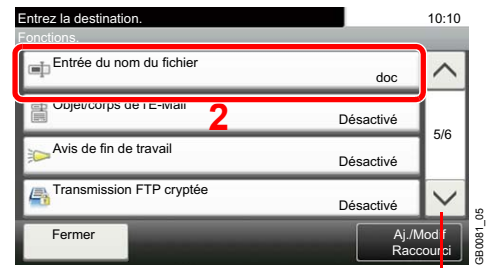 Entrez la destination.
10:10
Fonctions.
Entrée du nom du fichier
doc
Objet/corps de l'E-Mail
Désactivé
2
5/6
Avis de fin de travail
Désactivé
Transmission FTP cryptée
Désactivé
Fermer
Aj./Modif
Raccourci
GB0081_05